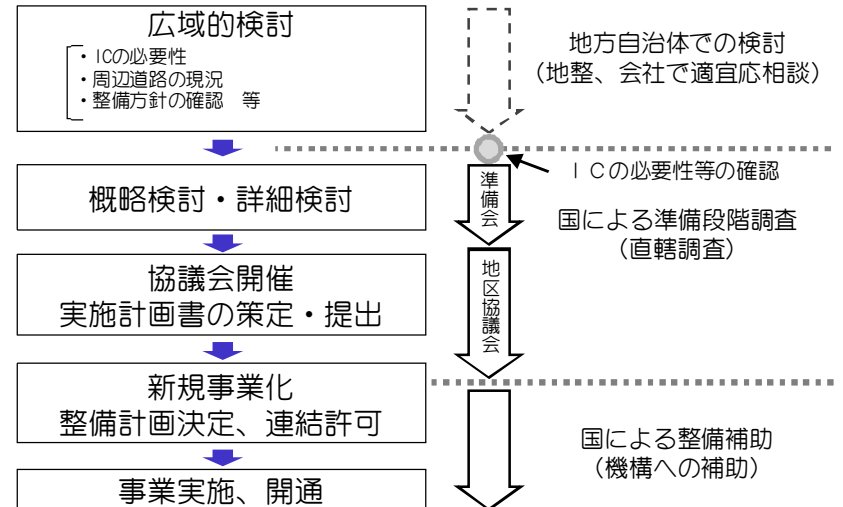 広域的検討
・ICの必要性
・周辺道路の現況
・整備方針の確認　等
地方自治体での検討
（地整、会社で適宜応相談）
ＩＣの必要性等の確認
概略検討・詳細検討
準備会
国による準備段階調査
（直轄調査）
協議会開催
実施計画書の策定・提出
地区協議会
新規事業化
整備計画決定、連結許可
国による整備補助
（機構への補助）
事業実施、開通